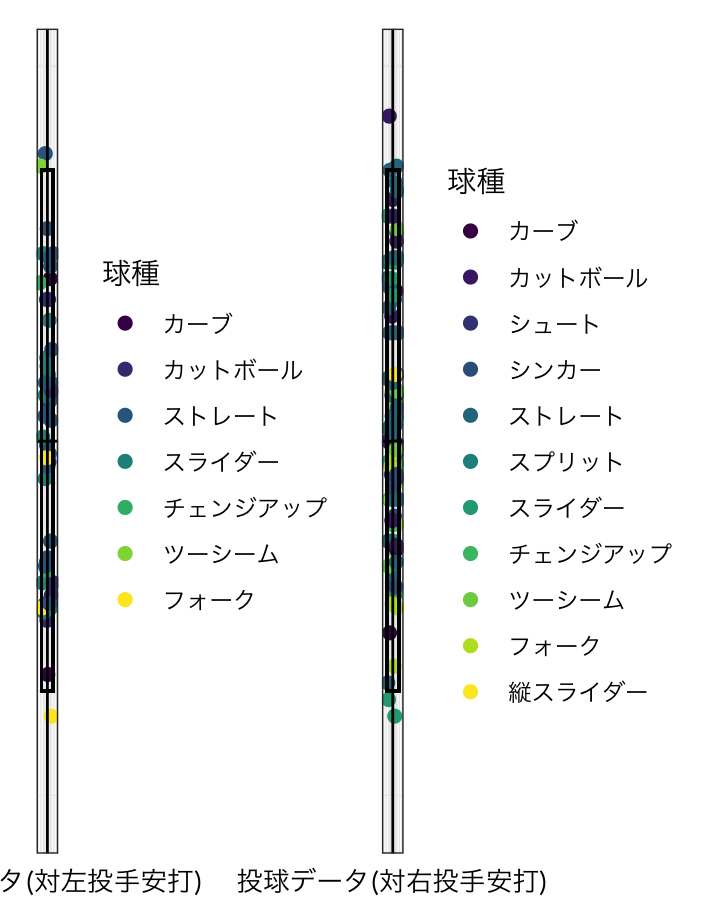 球種
カーブ
カットボール
ストレート
スライダー
チェンジアップ
ツーシーム
フォーク
球種
カーブ
カットボール
シュート
シンカー
ストレート
スプリット
スライダー
チェンジアップ
ツーシーム
フォーク
縦スライダー
タ(対左投手安打)
投球データ(対右投手安打)